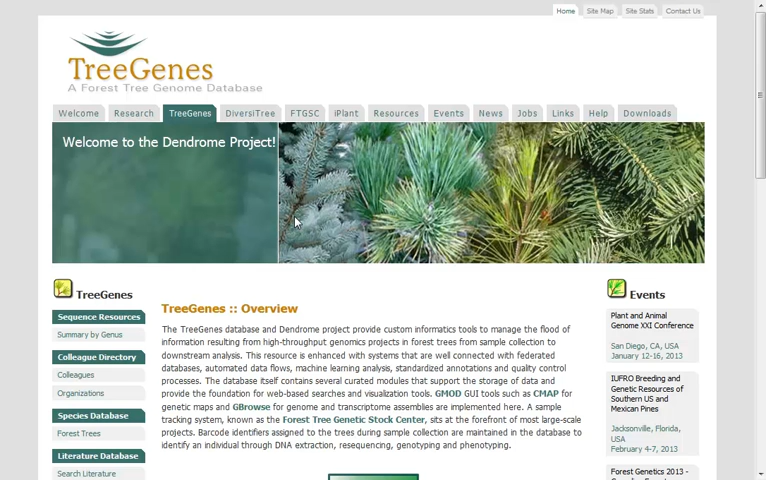 Home Site Map Site Stats Contact Us
TreeGenes
A Forest Tree Genome Database
Welcome Research TreeGenes DiversiTree FTGSC iPlant Resources Events News Jobs Links Help Downloads
Welcome to the Dendrome Project!
TreeGenes
Sequence Resources
Summary by Genus
Colleague Directory
Colleagues
Organizations
Species Database
Forest Trees
Literature Database
Search Literature
TreeGenes :: Overview
The TreeGenes database and Dendrome project provide custom informatics tools to manage the flood of
information resulting from high-throughput genomics projects in forest trees from sample collection to
downstream analysis. This resource is enhanced with systems that are well connected with federated
databases, automated data flows, machine learning analysis, standardized annotations and quality control
processes. The database itself contains several curated modules that support the storage of data and
provide the foundation for web-based searches and visualization tools. GMOD GUI tools such as CMAP for
genetic maps and GBrowse for genome and transcriptome assemblies are implemented here. A sample
tracking system, known as the Forest Tree Genetic Stock Center, sits at the forefront of most large-scale
projects. Barcode identifiers assigned to the trees during sample collection are maintained in the database to
identify an individual through DNA extraction, resequencing, genotyping and phenotyping.
Events
Plant and Animal
Genome XXI Conference
San Diego, CA, USA
January 12-16, 2013
IUFRO Breeding and
Genetic Resources of
Southern US and
Mexican Pines
Jacksonville, Florida,
USA
February 4-7, 2013
Forest Genetics 2013 -